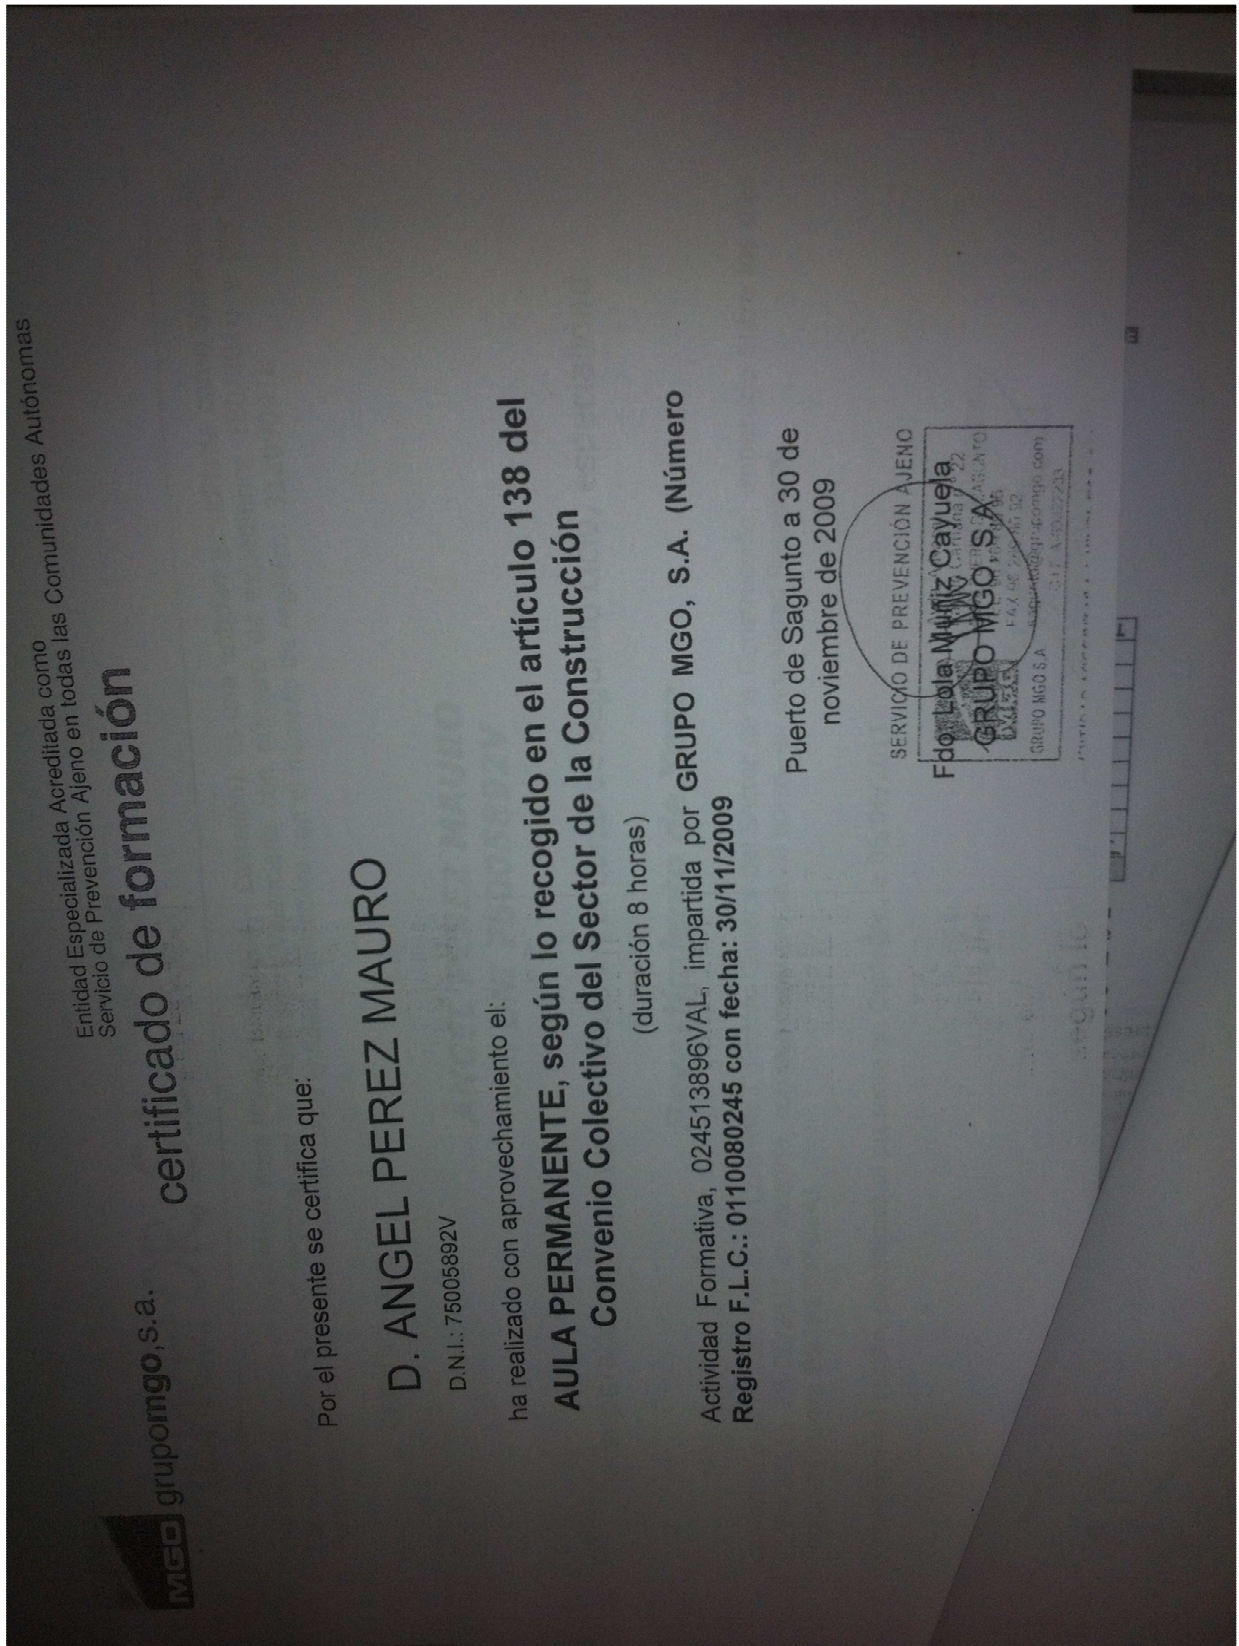 MGO grupomgo,s.a.
Entidad Especializada Acreditada como
Servicio de Prevención Ajeno en todas las Comunidades Autónomas
certificado de formación
Por el presente se certifica que:
D. ANGEL PEREZ MAURO
D.N.I.: 75005892V
ha realizado con aprovechamiento el:
AULA PERMANENTE, según lo recogido en el artículo 138 del
Convenio Colectivo del Sector de la Construcción
(duración 8 horas)
Actividad Formativa, 024513896VAL, impartida por GRUPO MGO, S.A. (Número
Registro F.L.C.: 0110080245 con fecha: 30/11/2009
Puerto de Sagunto a 30 de
noviembre de 2009
SERVICIO DE PREVENCIÓN AJENO
Fdo. Lola Muñiz Cayuela
GRUPO MGO, S.A.
GRUPO MGO S.A